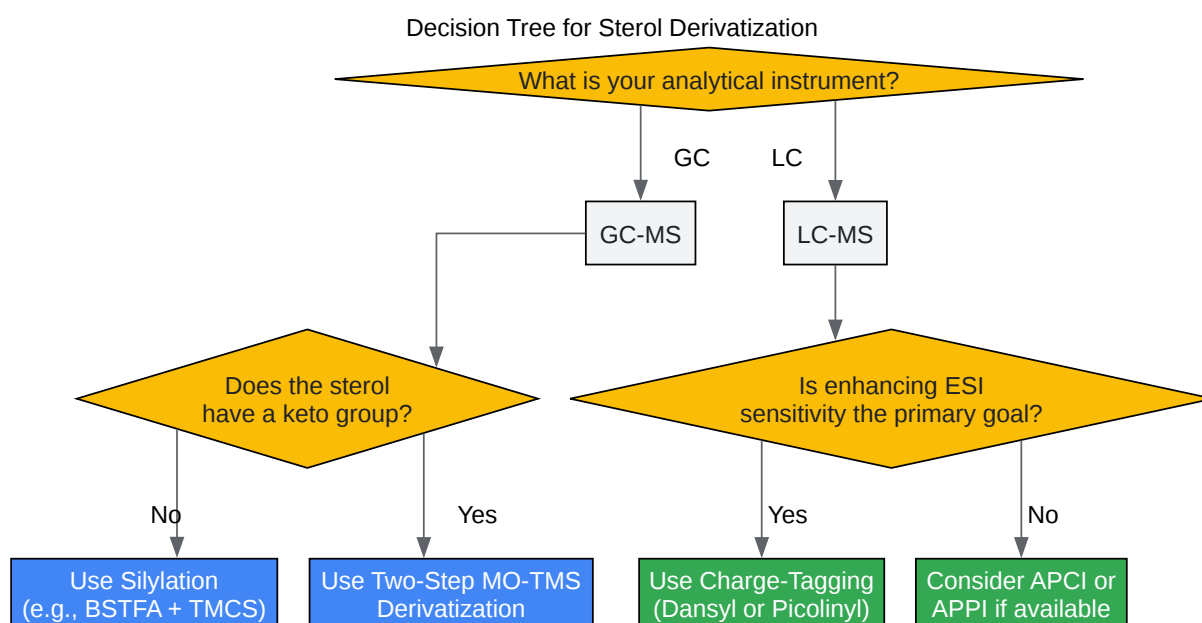 Decision Tree for Sterol Derivatization
What is your analytical instrument?
GC
LC
GC-MS
LC-MS
Does the sterol
have a keto group?
Is enhancing ESI
sensitivity the primary goal?
No
Yes
Yes
No
Use Silylation
(e.g., BSTFA + TMCS)
Use Two-Step MO-TMS
Derivatization
Use Charge-Tagging
(Dansyl or Picolinyl)
Consider APCI or
APPI if available